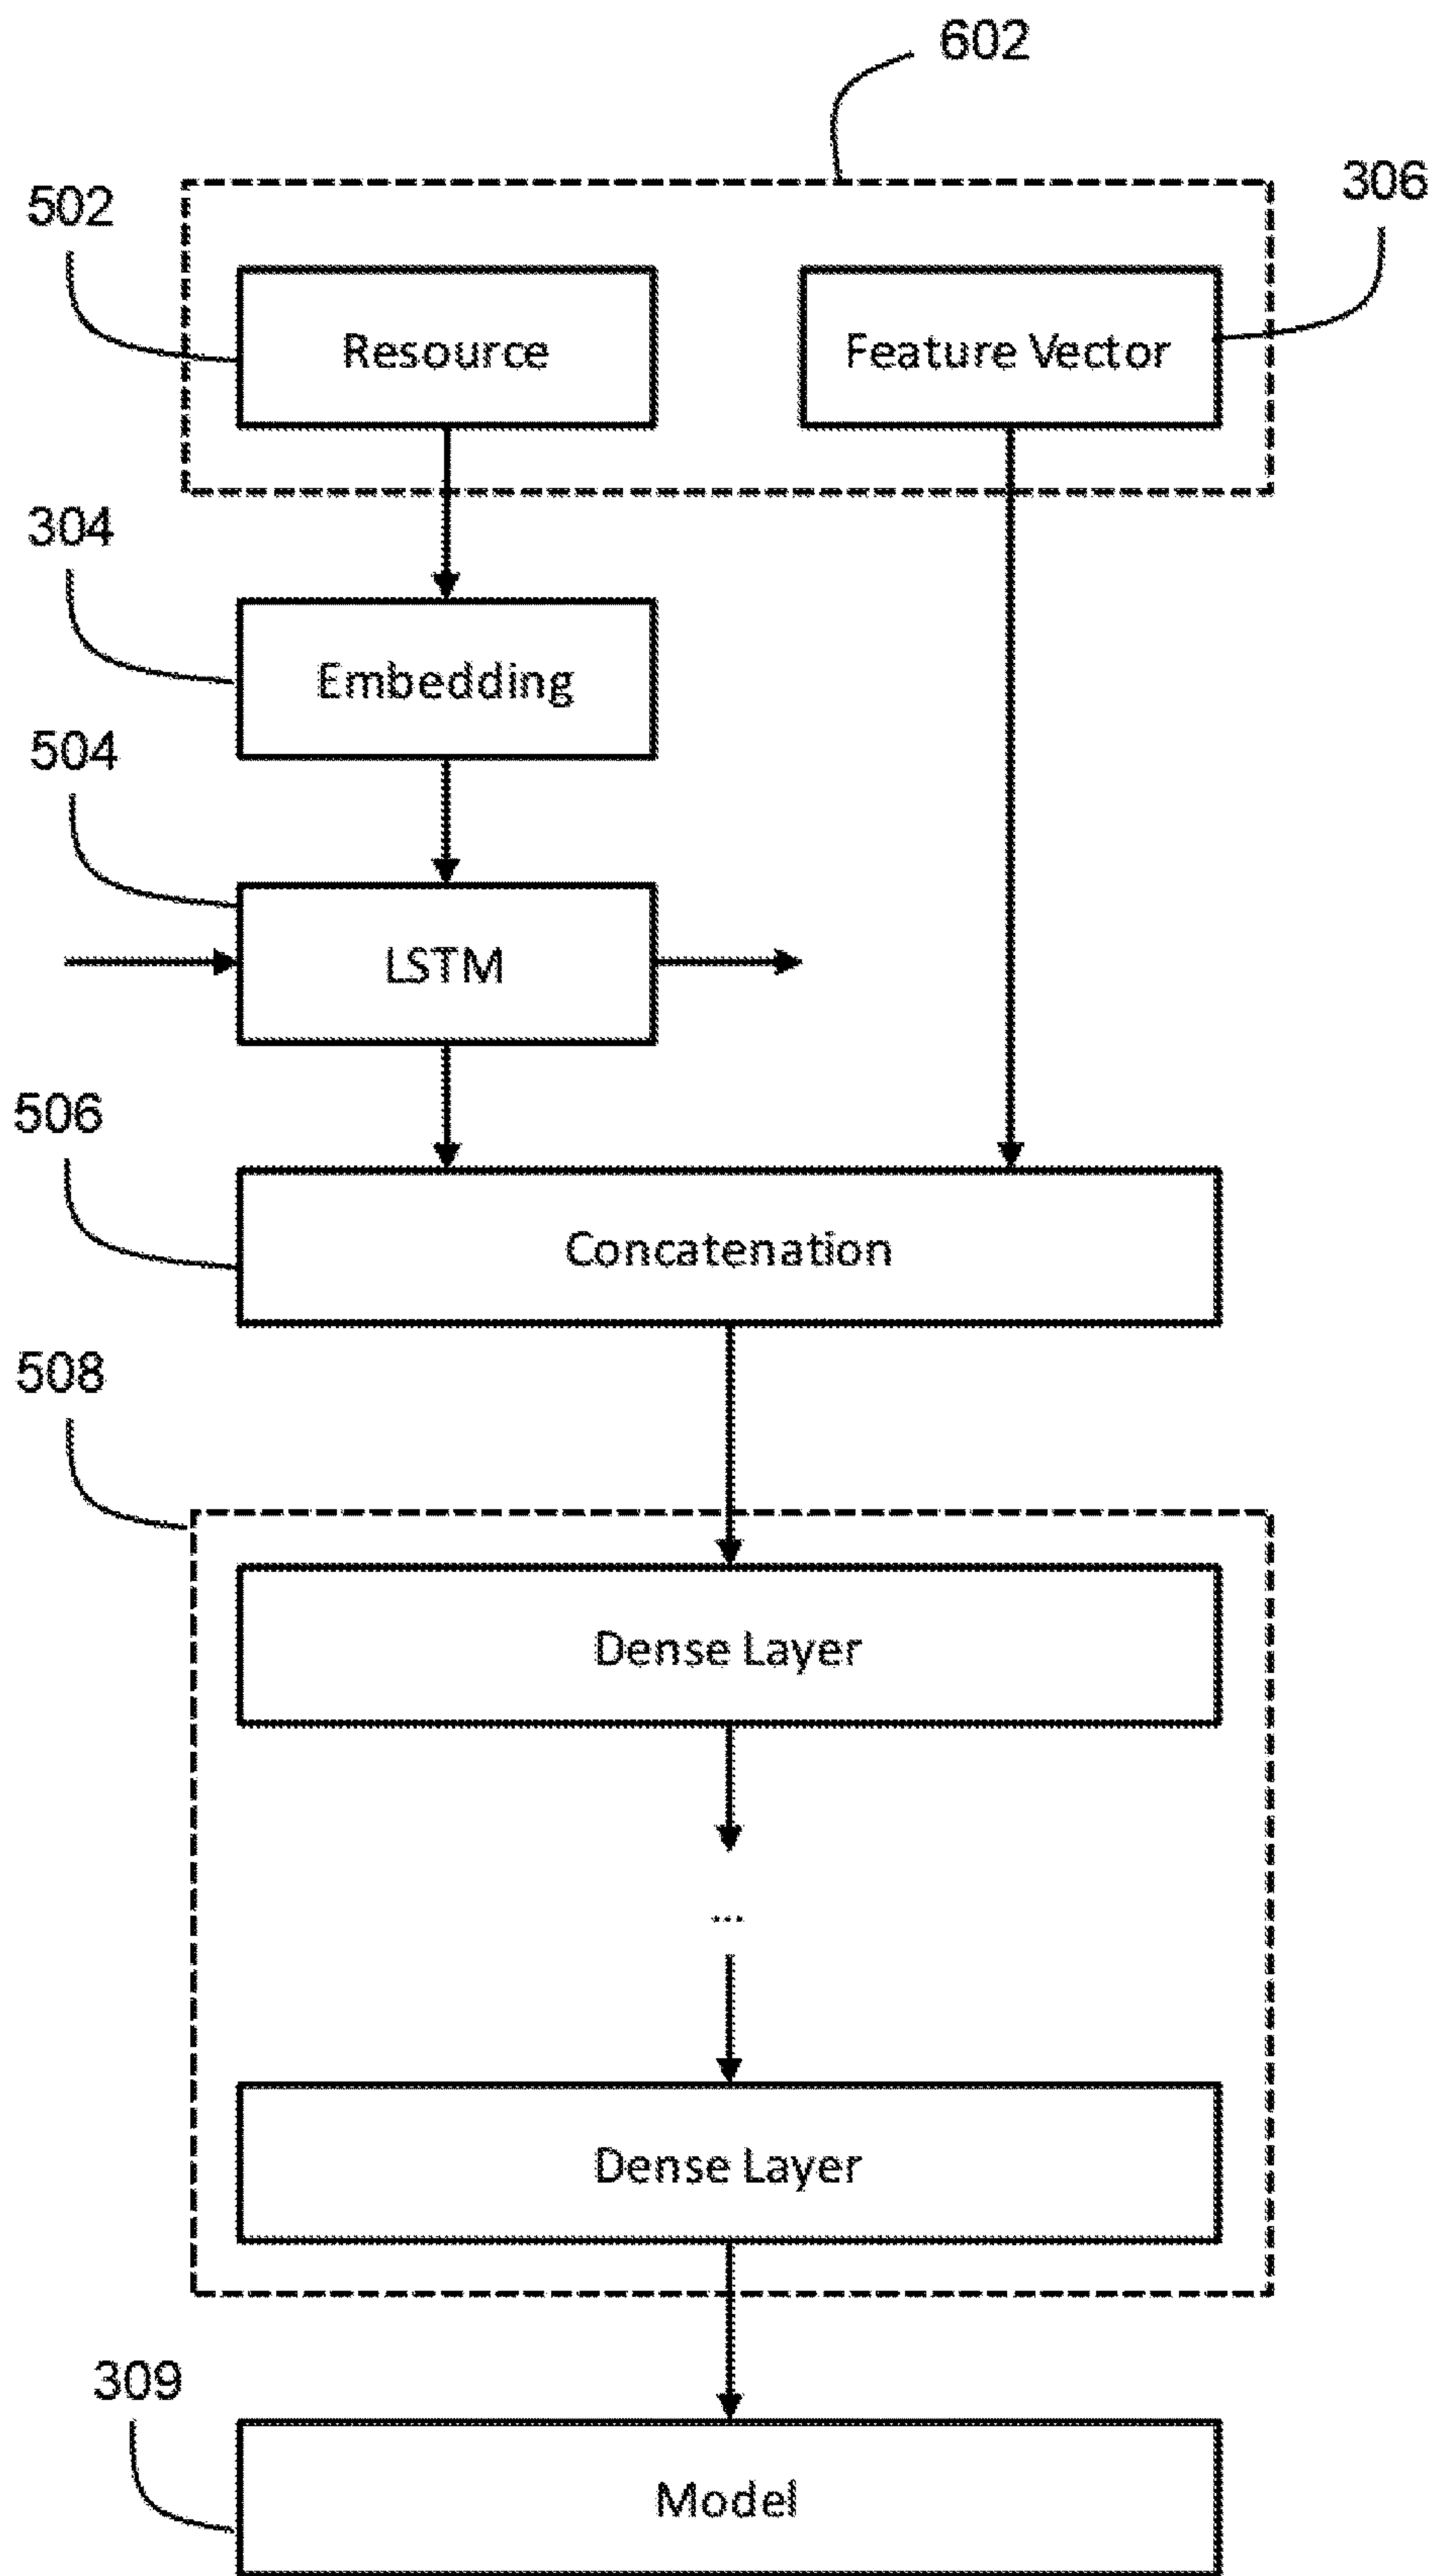 602
306
502
Resource
Feature Vector
304
Embedding
504
LSTM
506
Concatenation
508
Dense Layer
...
Dense Layer
309
Model